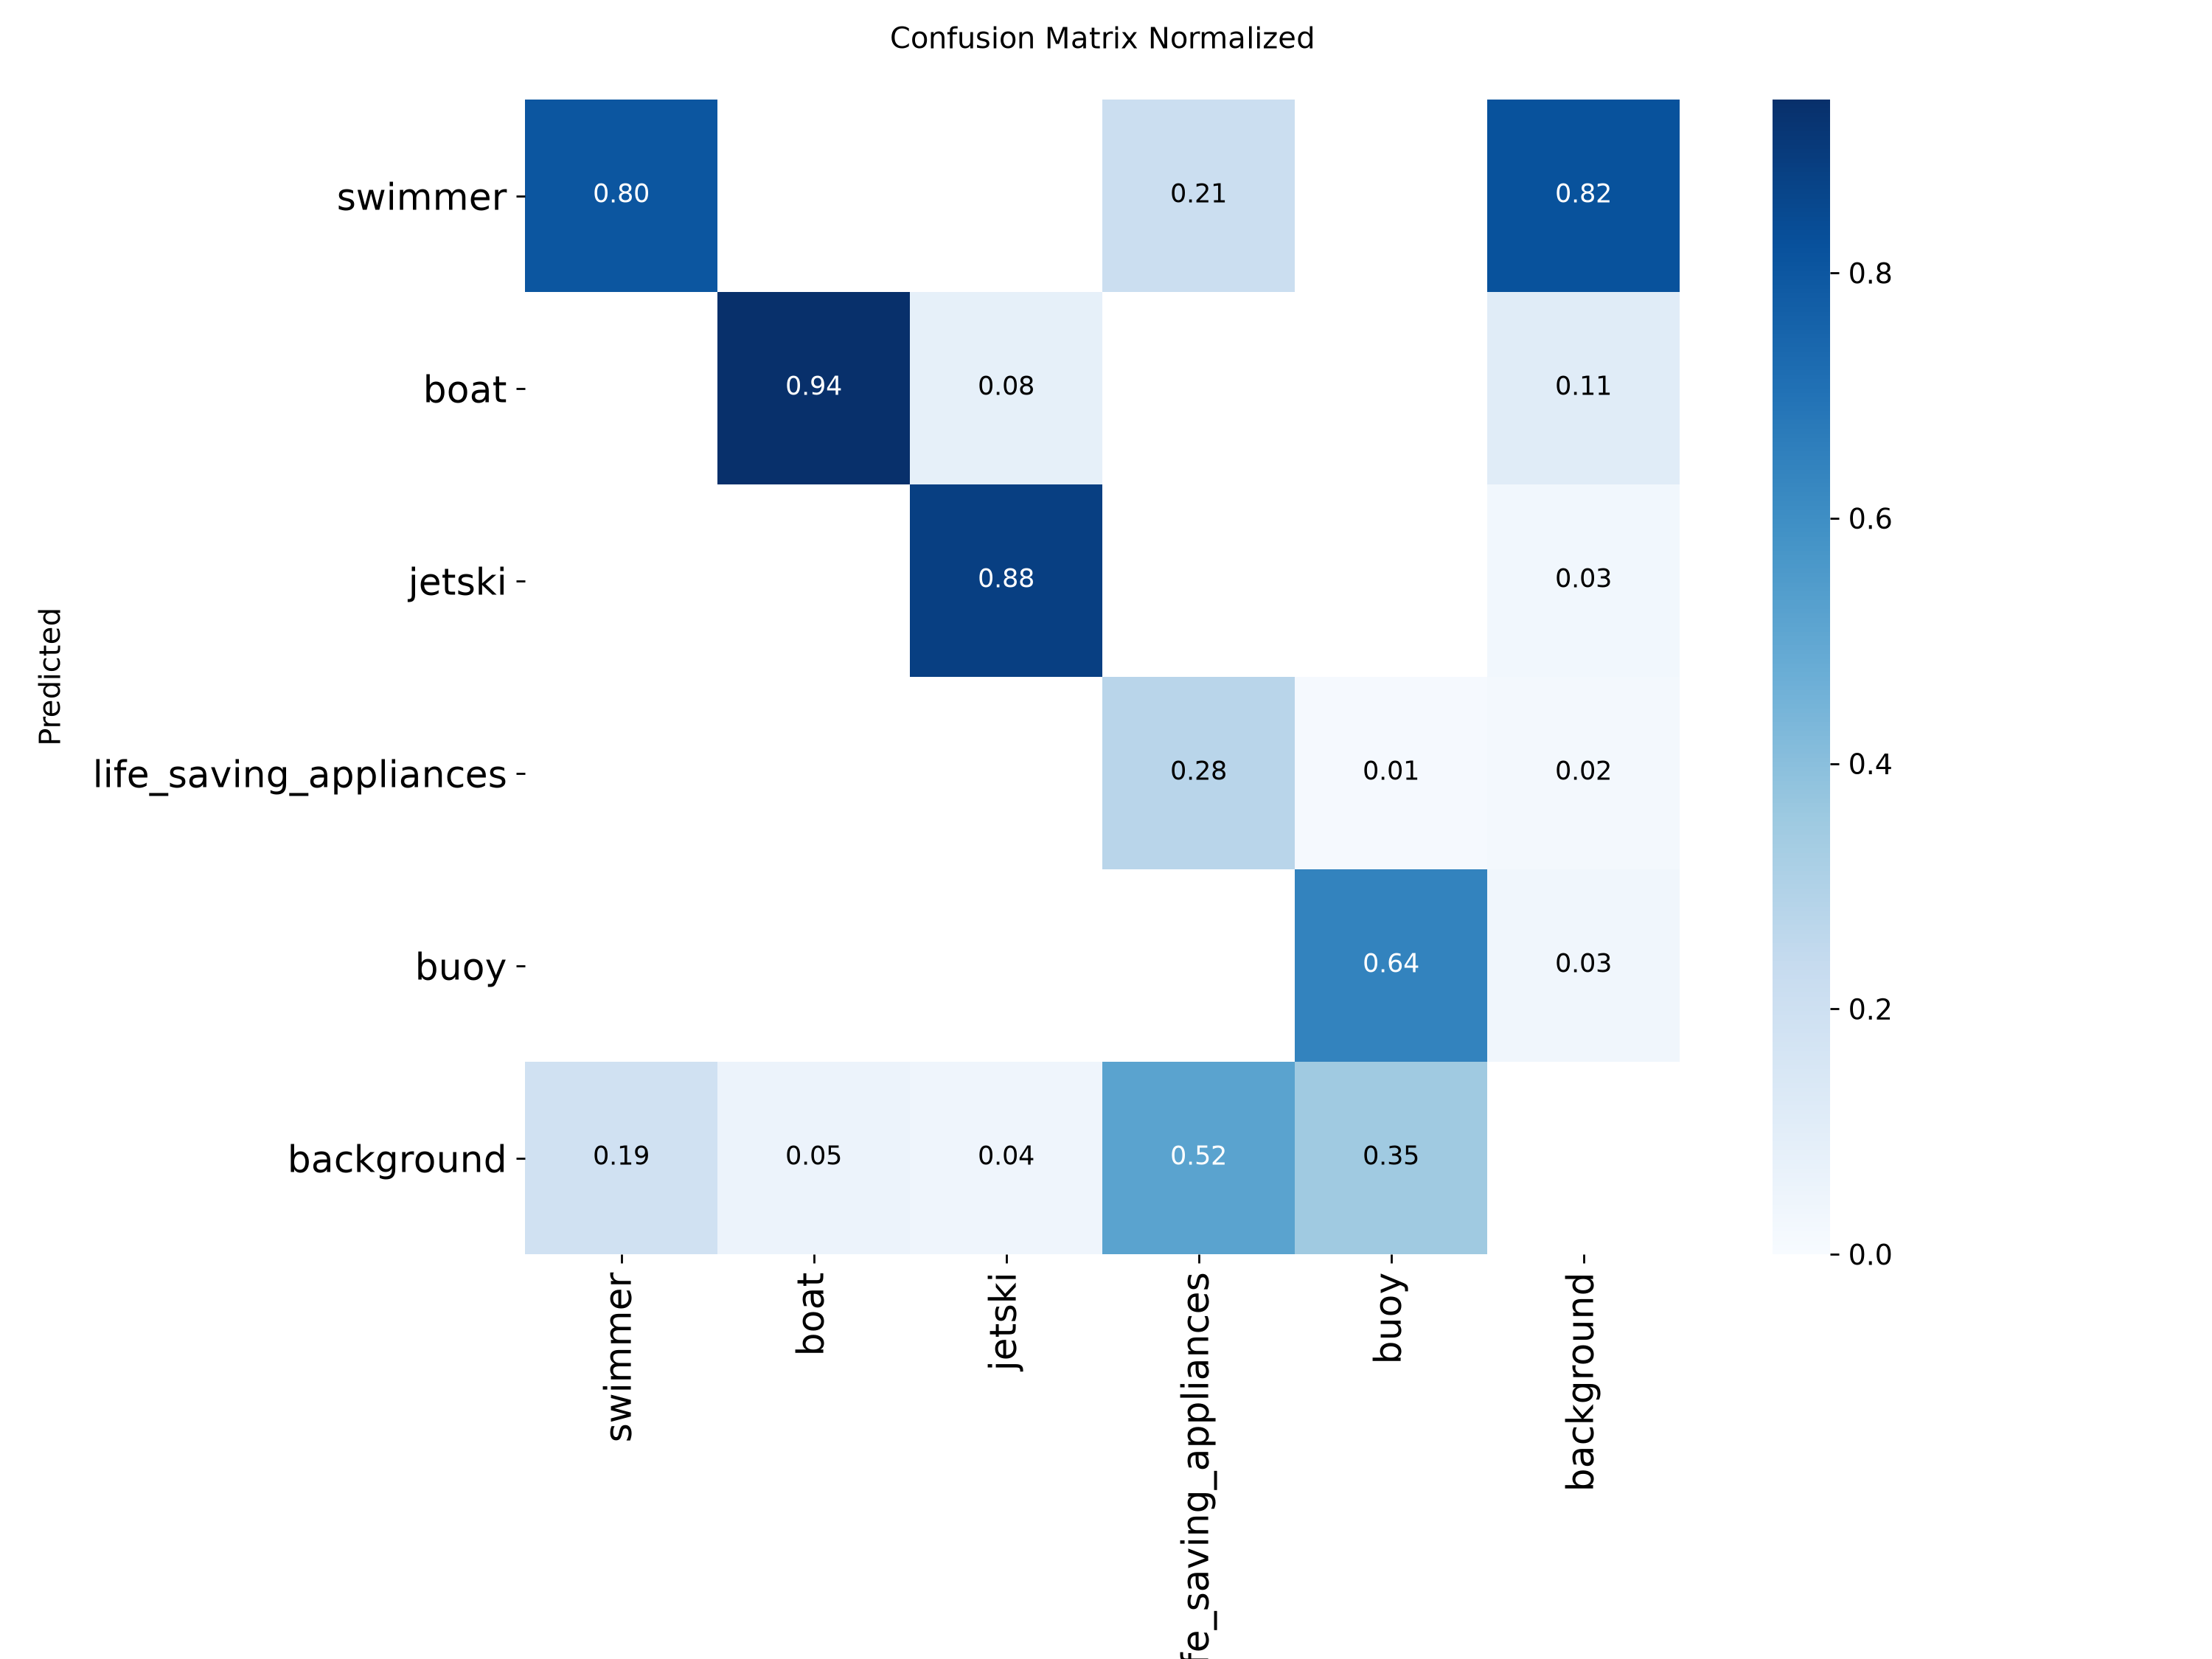 Confusion Matrix Normalized
Predicted
swimmer 0.80 0.21 0.82
boat 0.94 0.08 0.11
jetski 0.88 0.03
life_saving_appliances 0.28 0.01 0.02
buoy 0.64 0.03
background 0.19 0.05 0.04 0.52 0.35
swimmer
boat
jetski
fe_saving_appliances
buoy
background
0.8
0.6
0.4
0.2
0.0